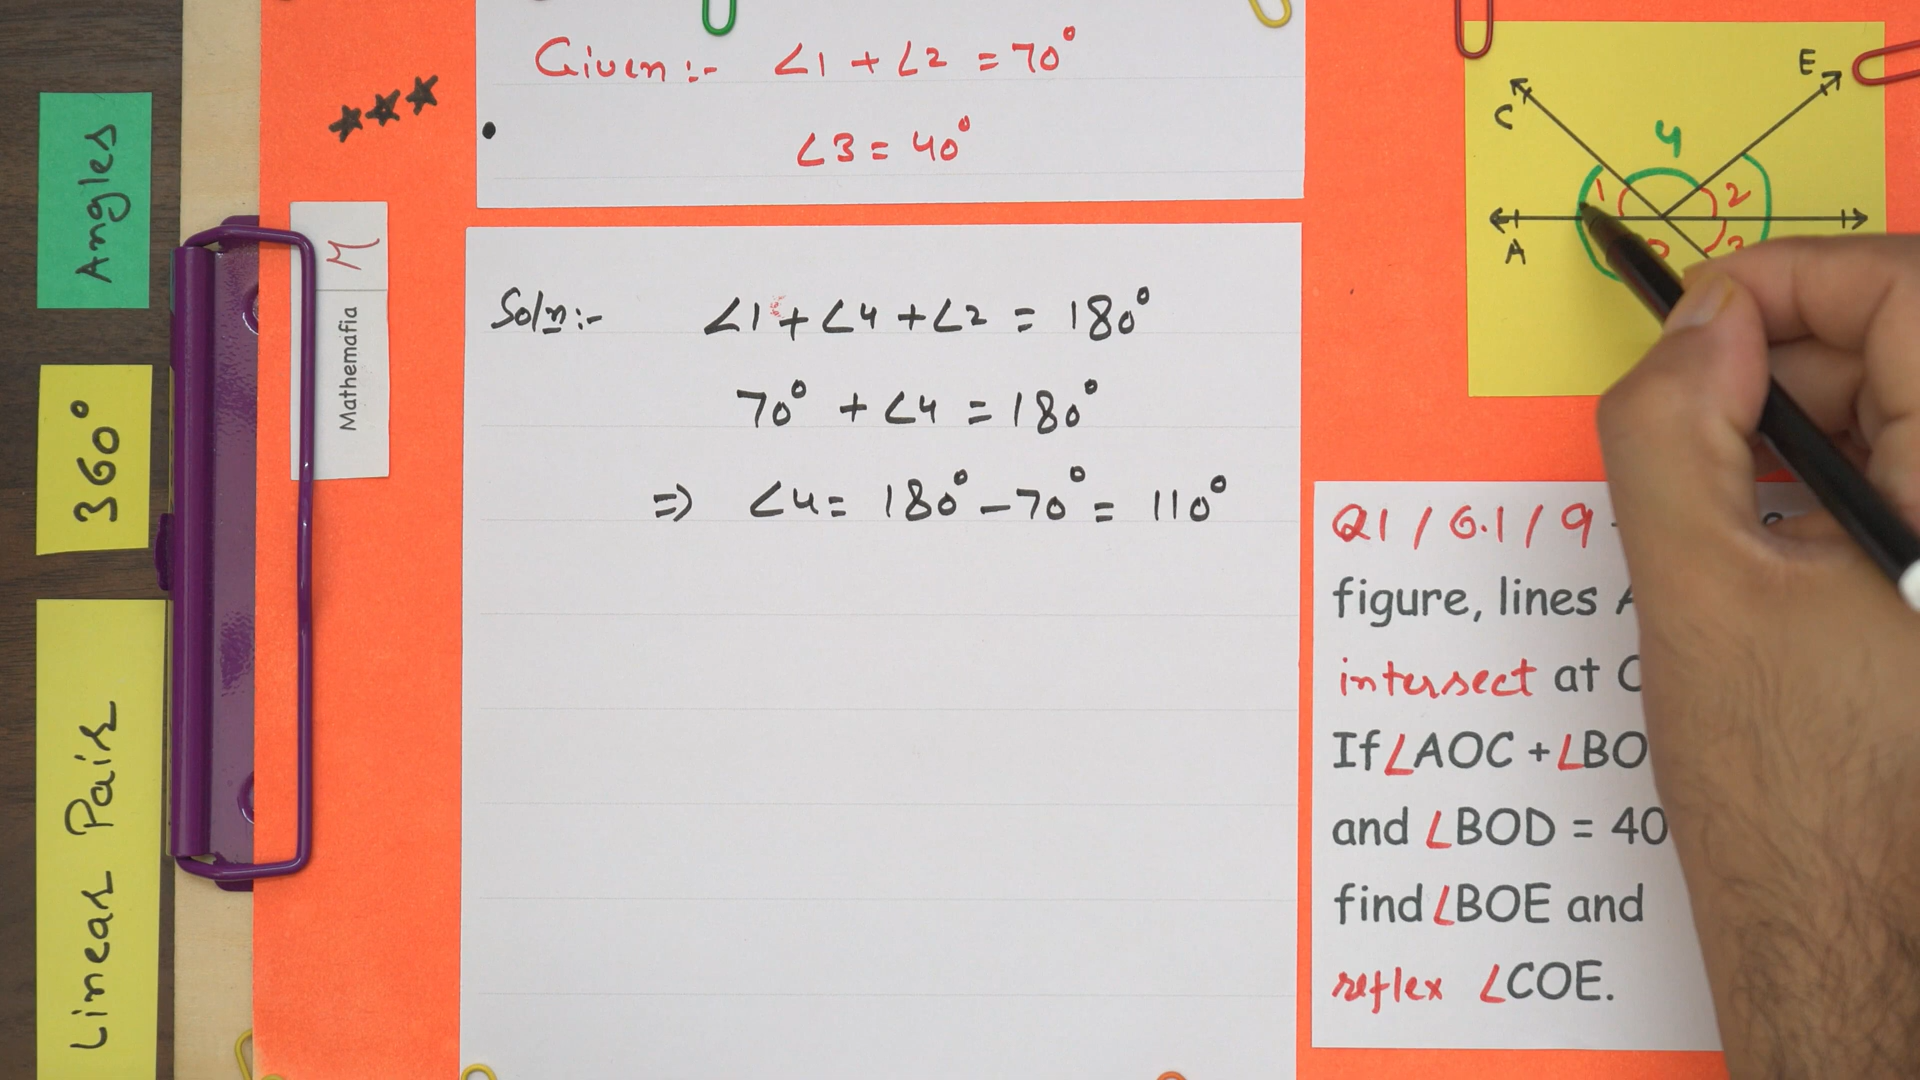 Angles
360°
Linear Pair
M
Mathemafia
Given :- ∠1 + ∠2 = 70°
∠3 = 40°
Soln:- ∠1 + ∠4 + ∠2 = 180°
70° + ∠4 = 180°
⇒ ∠4 = 180° - 70° = 110°
C
E
4
1
2
A
3
Q1 / 6.1 / 9
figure, lines
intersect at
If ∠AOC + ∠BO
and ∠BOD = 40
find ∠BOE and
reflex ∠COE.